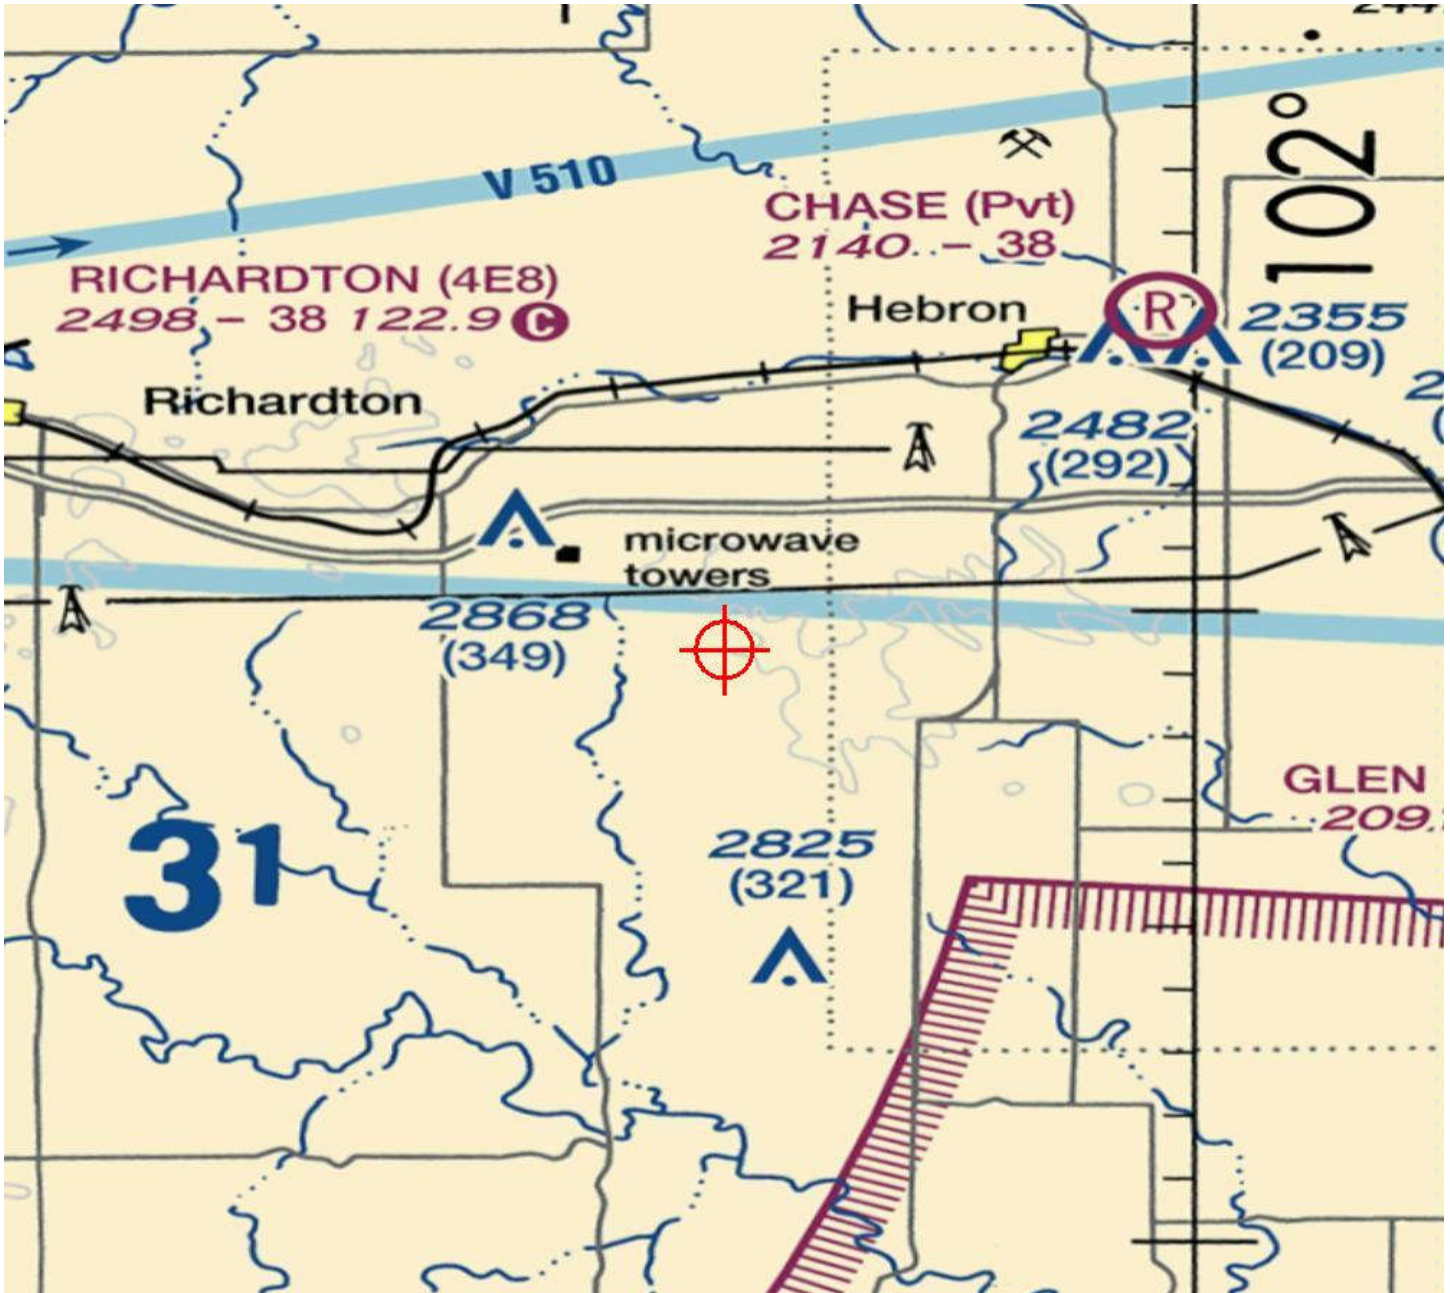 V 510
102°
CHASE (Pvt)
2140 - 38
RICHARDTON (4E8)
2498 - 38 122.9 C
Hebron
R
2355
(209)
Richardton
2482
(292)
microwave
towers
2868
(349)
GLEN
209
31
2825
(321)